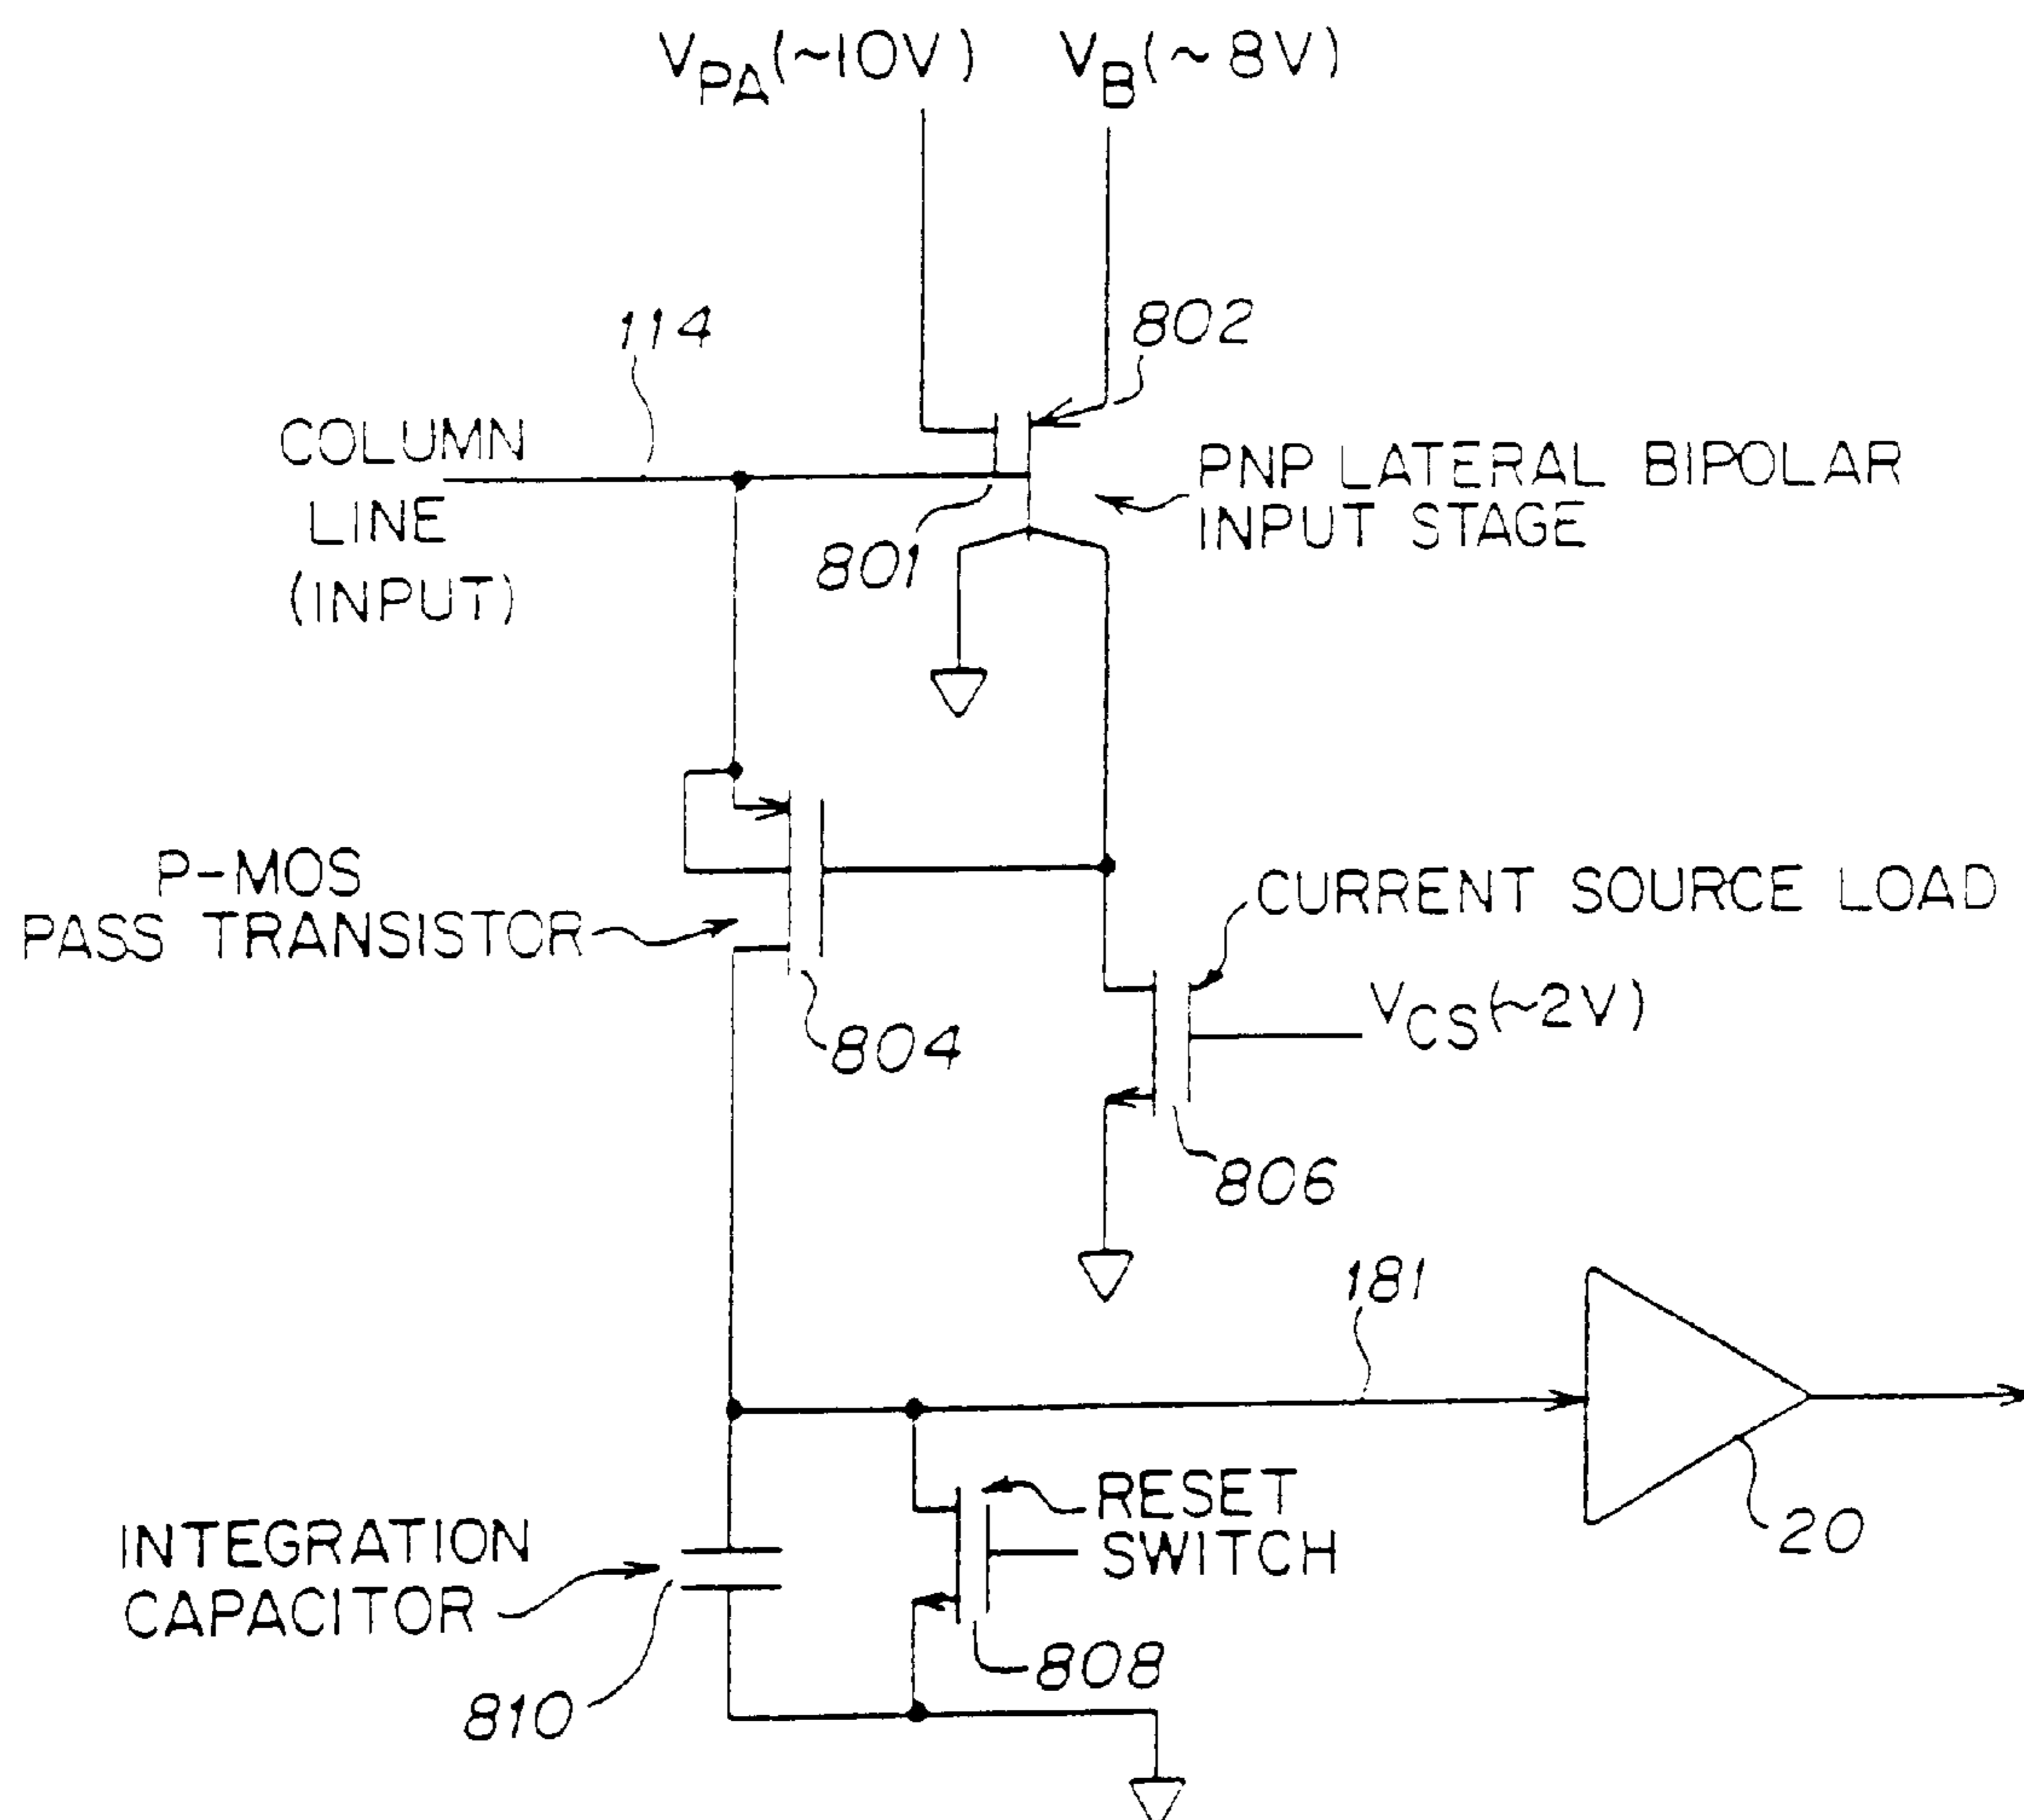 VPA(~10V) VB(~8V)
114
802
COLUMN
LINE
(INPUT)
801
PNP LATERAL BIPOLAR
INPUT STAGE
P-MOS
PASS TRANSISTOR
804
CURRENT SOURCE LOAD
VCS(~2V)
806
181
20
RESET
SWITCH
INTEGRATION
CAPACITOR
808
810